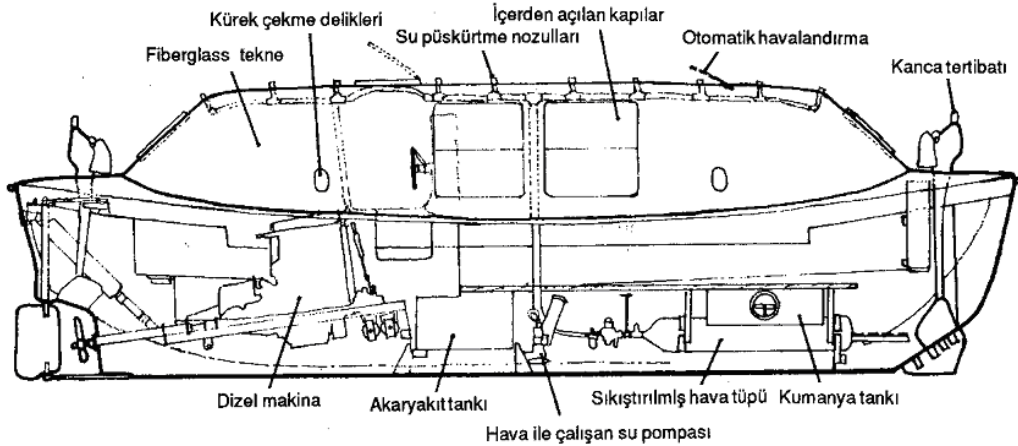 Kürek çekme delikleri
İçerden açılan kapılar
Su püskürtme nozulları
Otomatik havalandırma
Fiberglass tekne
Kanca tertibatı
Dizel makina
Akaryakıt tankı
Sıkıştırılmlş hava tüpü
Kumanya tankı
Hava ile çalışan su pompası